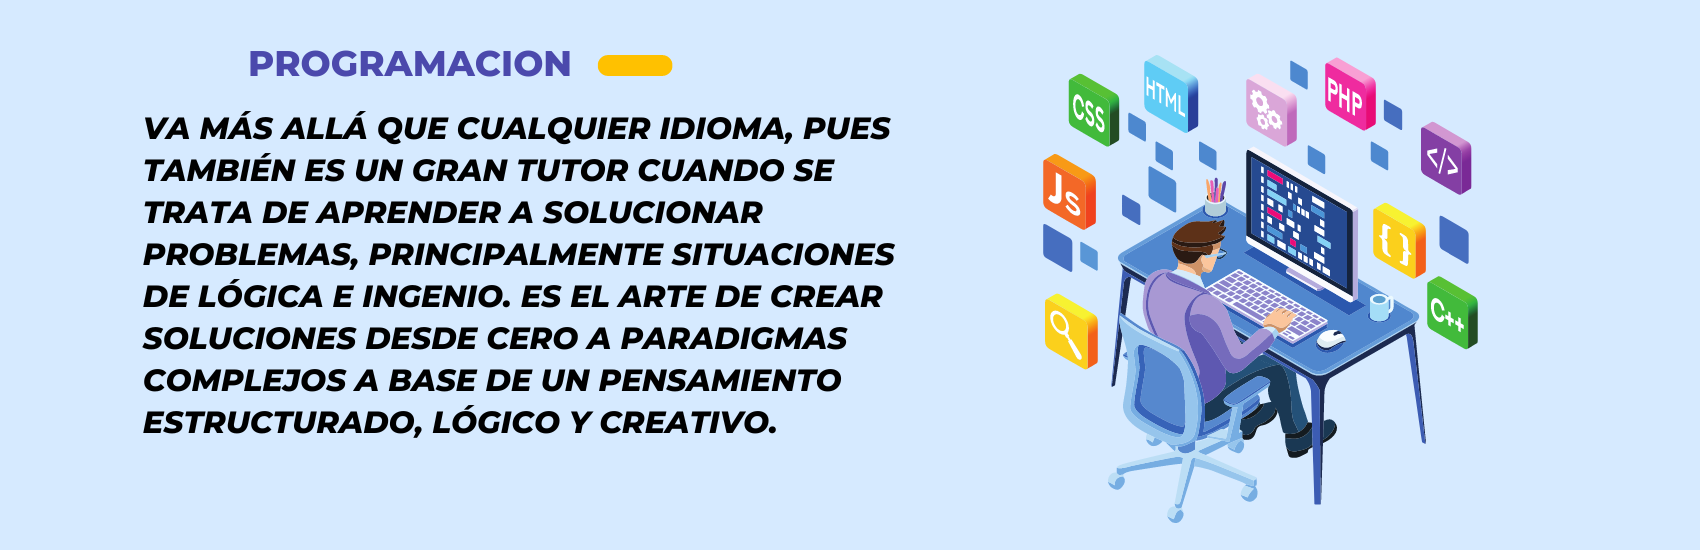 PROGRAMACION
VA MÁS ALLÁ QUE CUALQUIER IDIOMA, PUES
TAMBIÉN ES UN GRAN TUTOR CUANDO SE
TRATA DE APRENDER A SOLUCIONAR
PROBLEMAS, PRINCIPALMENTE SITUACIONES
DE LÓGICA E INGENIO. ES EL ARTE DE CREAR
SOLUCIONES DESDE CERO A PARADIGMAS
COMPLEJOS A BASE DE UN PENSAMIENTO
ESTRUCTURADO, LÓGICO Y CREATIVO.
CSS
HTML
PHP
</>
Js
{ }
C++